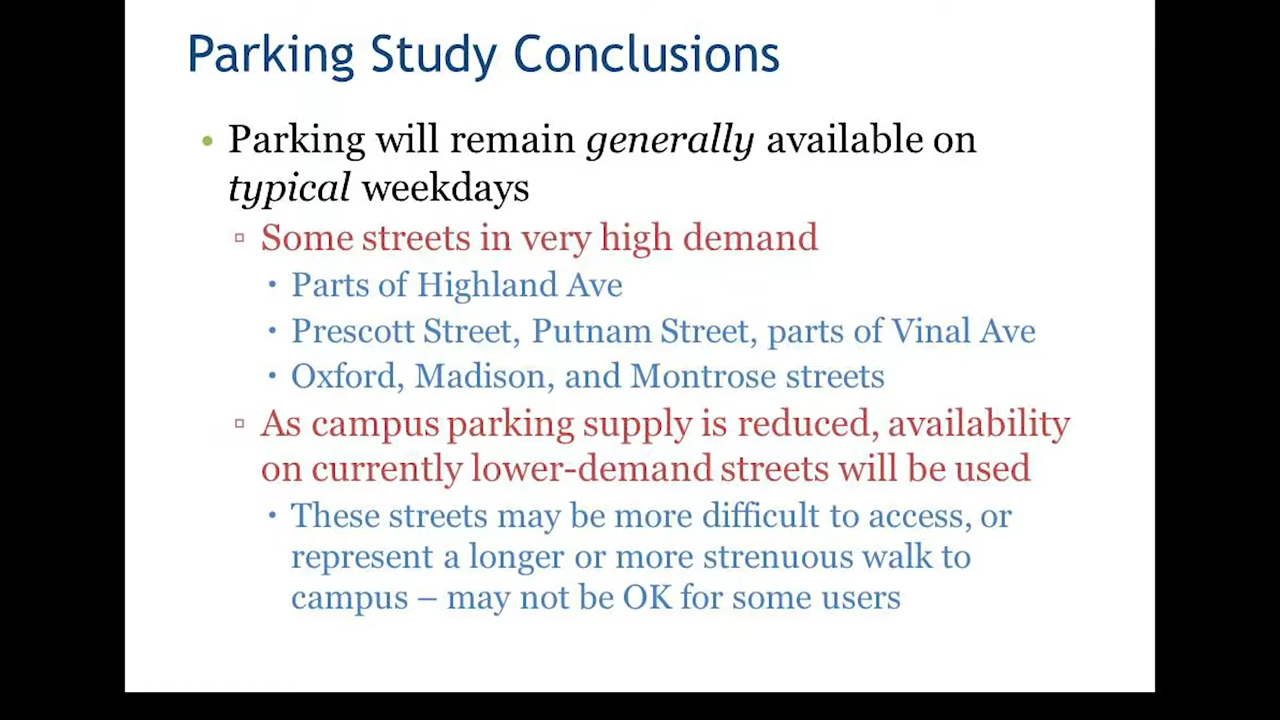 Parking Study Conclusions
• Parking will remain generally available on
typical weekdays
▫ Some streets in very high demand
• Parts of Highland Ave
• Prescott Street, Putnam Street, parts of Vinal Ave
• Oxford, Madison, and Montrose streets
▫ As campus parking supply is reduced, availability
on currently lower-demand streets will be used
• These streets may be more difficult to access, or
represent a longer or more strenuous walk to
campus – may not be OK for some users